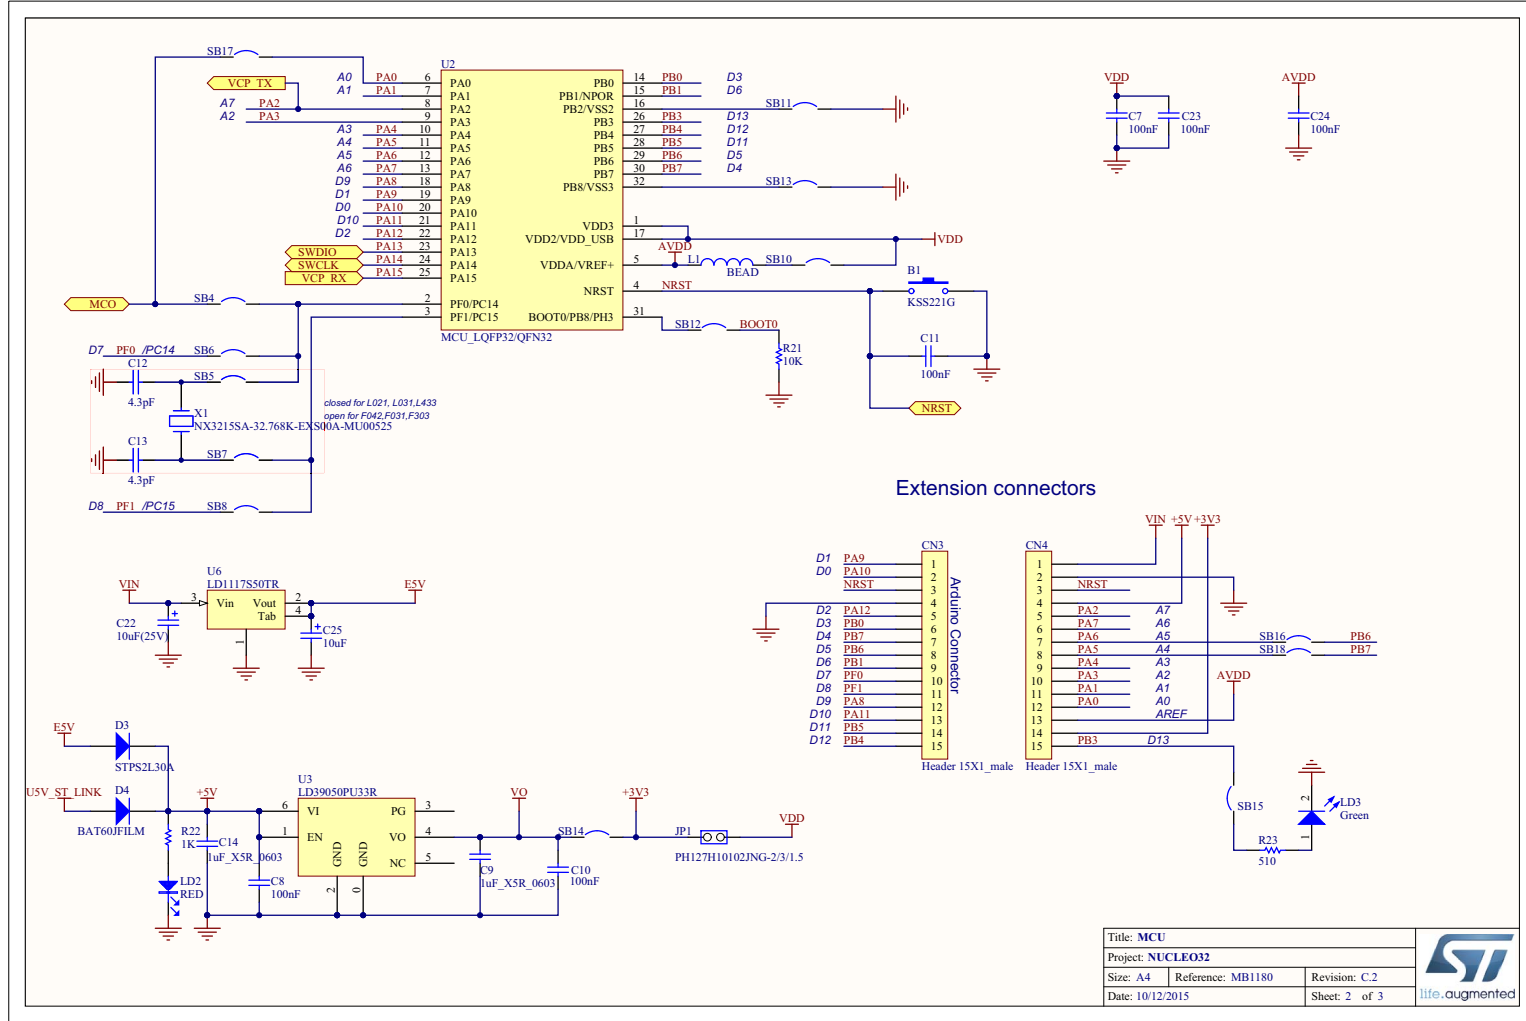 SB17
VCP_TX
A0 PA0 6
A1 PA1 7
A7 PA2 8
A2 PA3 9
A3 PA4 10
A4 PA5 11
A5 PA6 12
A6 PA7 13
D9 PA8 18
D1 PA9 19
D0 PA10 20
D10 PA11 21
D2 PA12 22
SWDIO PA13 23
SWCLK PA14 24
VCP_RX PA15 25
MCO SB4 2
3
U2
PA0
PA1
PA2
PA3
PA4
PA5
PA6
PA7
PA8
PA9
PA10
PA11
PA12
PA13
PA14
PA15
PF0/PC14
PF1/PC15
PB0
PB1/NPOR
PB2/VSS2
PB3
PB4
PB5
PB6
PB7
PB8/VSS3
VDD3
VDD2/VDD_USB
VDDA/VREF+
NRST
BOOT0/PB8/PH3
MCU_LQFP32/QFN32
14 PB0 D3
15 PB1 D6
16 SB11
26 PB3 D13
27 PB4 D12
28 PB5 D11
29 PB6 D5
30 PB7 D4
32 SB13
1
17 VDD
AVDD
5 L1 SB10
BEAD
4 NRST
31
SB12 BOOT0
R21
10K
B1
KSS221G
C11
100nF
NRST
VDD
C7
100nF
C23
100nF
AVDD
C24
100nF
D7 PF0 /PC14 SB6
C12
SB5
4.3pF
X1
NX3215SA-32.768K-EXS00A-MU00525
closed for L021, L031,L433
open for F042,F031,F303
C13
SB7
4.3pF
D8 PF1 /PC15 SB8
Extension connectors
CN3
D1 PA9 1
D0 PA10 2
NRST 3
4
D2 PA12 5
D3 PB0 6
D4 PB7 7
D5 PB6 8
D6 PB1 9
D7 PF0 10
D8 PF1 11
D9 PA8 12
D10 PA11 13
D11 PB5 14
D12 PB4 15
Header 15X1_male
Arduino Connector
VIN +5V +3V3
CN4
1
2
3 NRST
4
5 PA2 A7
6 PA7 A6
7 PA6 A5 SB16 PB6
8 PA5 A4 SB18 PB7
9 PA4 A3
10 PA3 A2
11 PA1 A1
12 PA0 A0
13 AREF
14
15 PB3 D13
Header 15X1_male
AVDD
SB15
R23
510
2
1
LD3
Green
U6
LD1117S50TR
VIN
3 Vin Vout 2
Tab 4
1
E5V
C22
10uF(25V)
+
C25
10uF
+
E5V
D3
STPS2L30A
U5V_ST_LINK
D4
BAT60JFILM
+5V
R22
1K
C14
1uF_X5R_0603
LD2
RED
C8
100nF
U3
LD39050PU33R
6 VI PG 3
1 EN VO 4
NC 5
GND GND
2 0
VO
C9
1uF_X5R_0603
SB14
C10
100nF
+3V3
JP1
PH127H10102JNG-2/3/1.5
VDD
Title: MCU
Project: NUCLEO32
Size: A4 Reference: MB1180 Revision: C.2
Date: 10/12/2015 Sheet: 2 of 3
ST
life.augmented